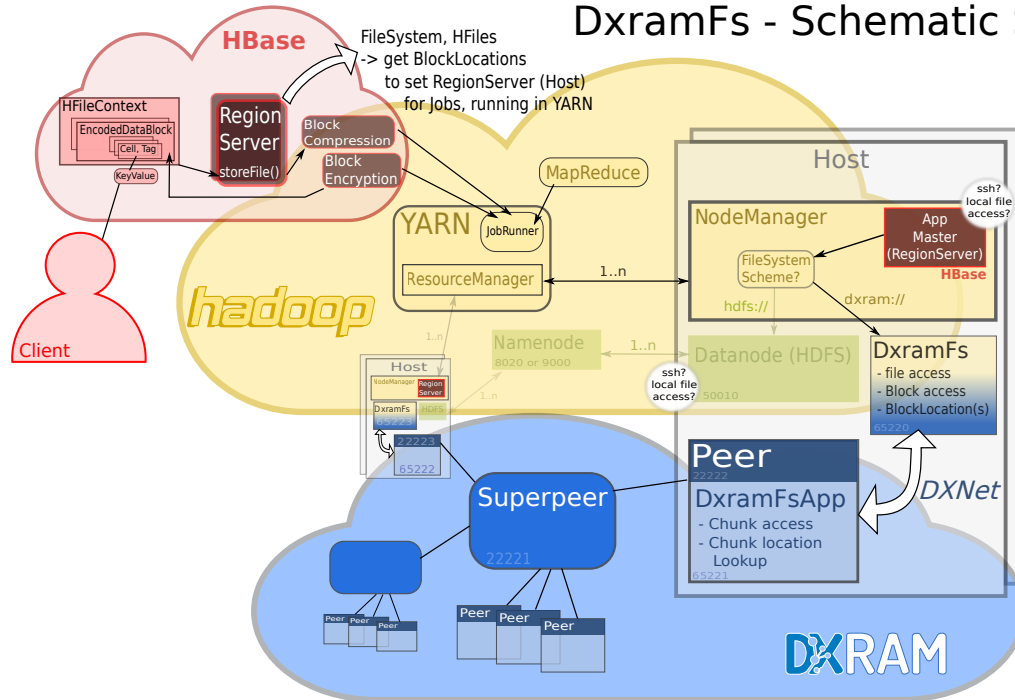 DxramFs - Schematic
HBase
FileSystem, HFiles
-> get BlockLocations
to set RegionServer (Host)
for Jobs, running in YARN
HFileContext
EncodedDataBlock
Cell, Tag
KeyValue
Region
Server
storeFile()
Block
Compression
Block
Encryption
MapReduce
YARN
JobRunner
ResourceManager
1..n
hadoop
Client
Host
ssh?
local file
access?
NodeManager
App
Master
(RegionServer)
HBase
FileSystem
Scheme?
hdfs://
dxram://
1..n
Namenode
8020 or 9000
1..n
Datanode (HDFS)
50010
ssh?
local file
access?
DxramFs
- file access
- Block access
- BlockLocation(s)
65220
Host
NodeManager
Region
Server
DxramFs
65223
HDFS
1..n
22223
65222
Peer
22222
DxramFsApp
- Chunk access
- Chunk location
Lookup
65221
DXNet
Superpeer
22221
Peer
Peer
Peer
Peer
Peer
Peer
DXRAM